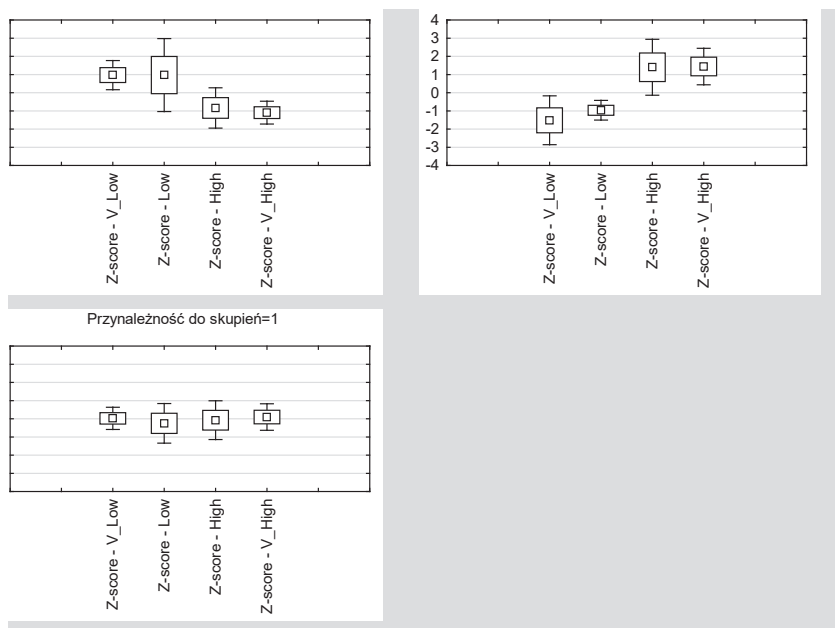 Z-score - V_Low
Z-score - Low
Z-score - High
Z-score - V_High
4
3
2
1
0
-1
-2
-3
-4
Z-score - V_Low
Z-score - Low
Z-score - High
Z-score - V_High
Przynależność do skupień=1
Z-score - V_Low
Z-score - Low
Z-score - High
Z-score - V_High